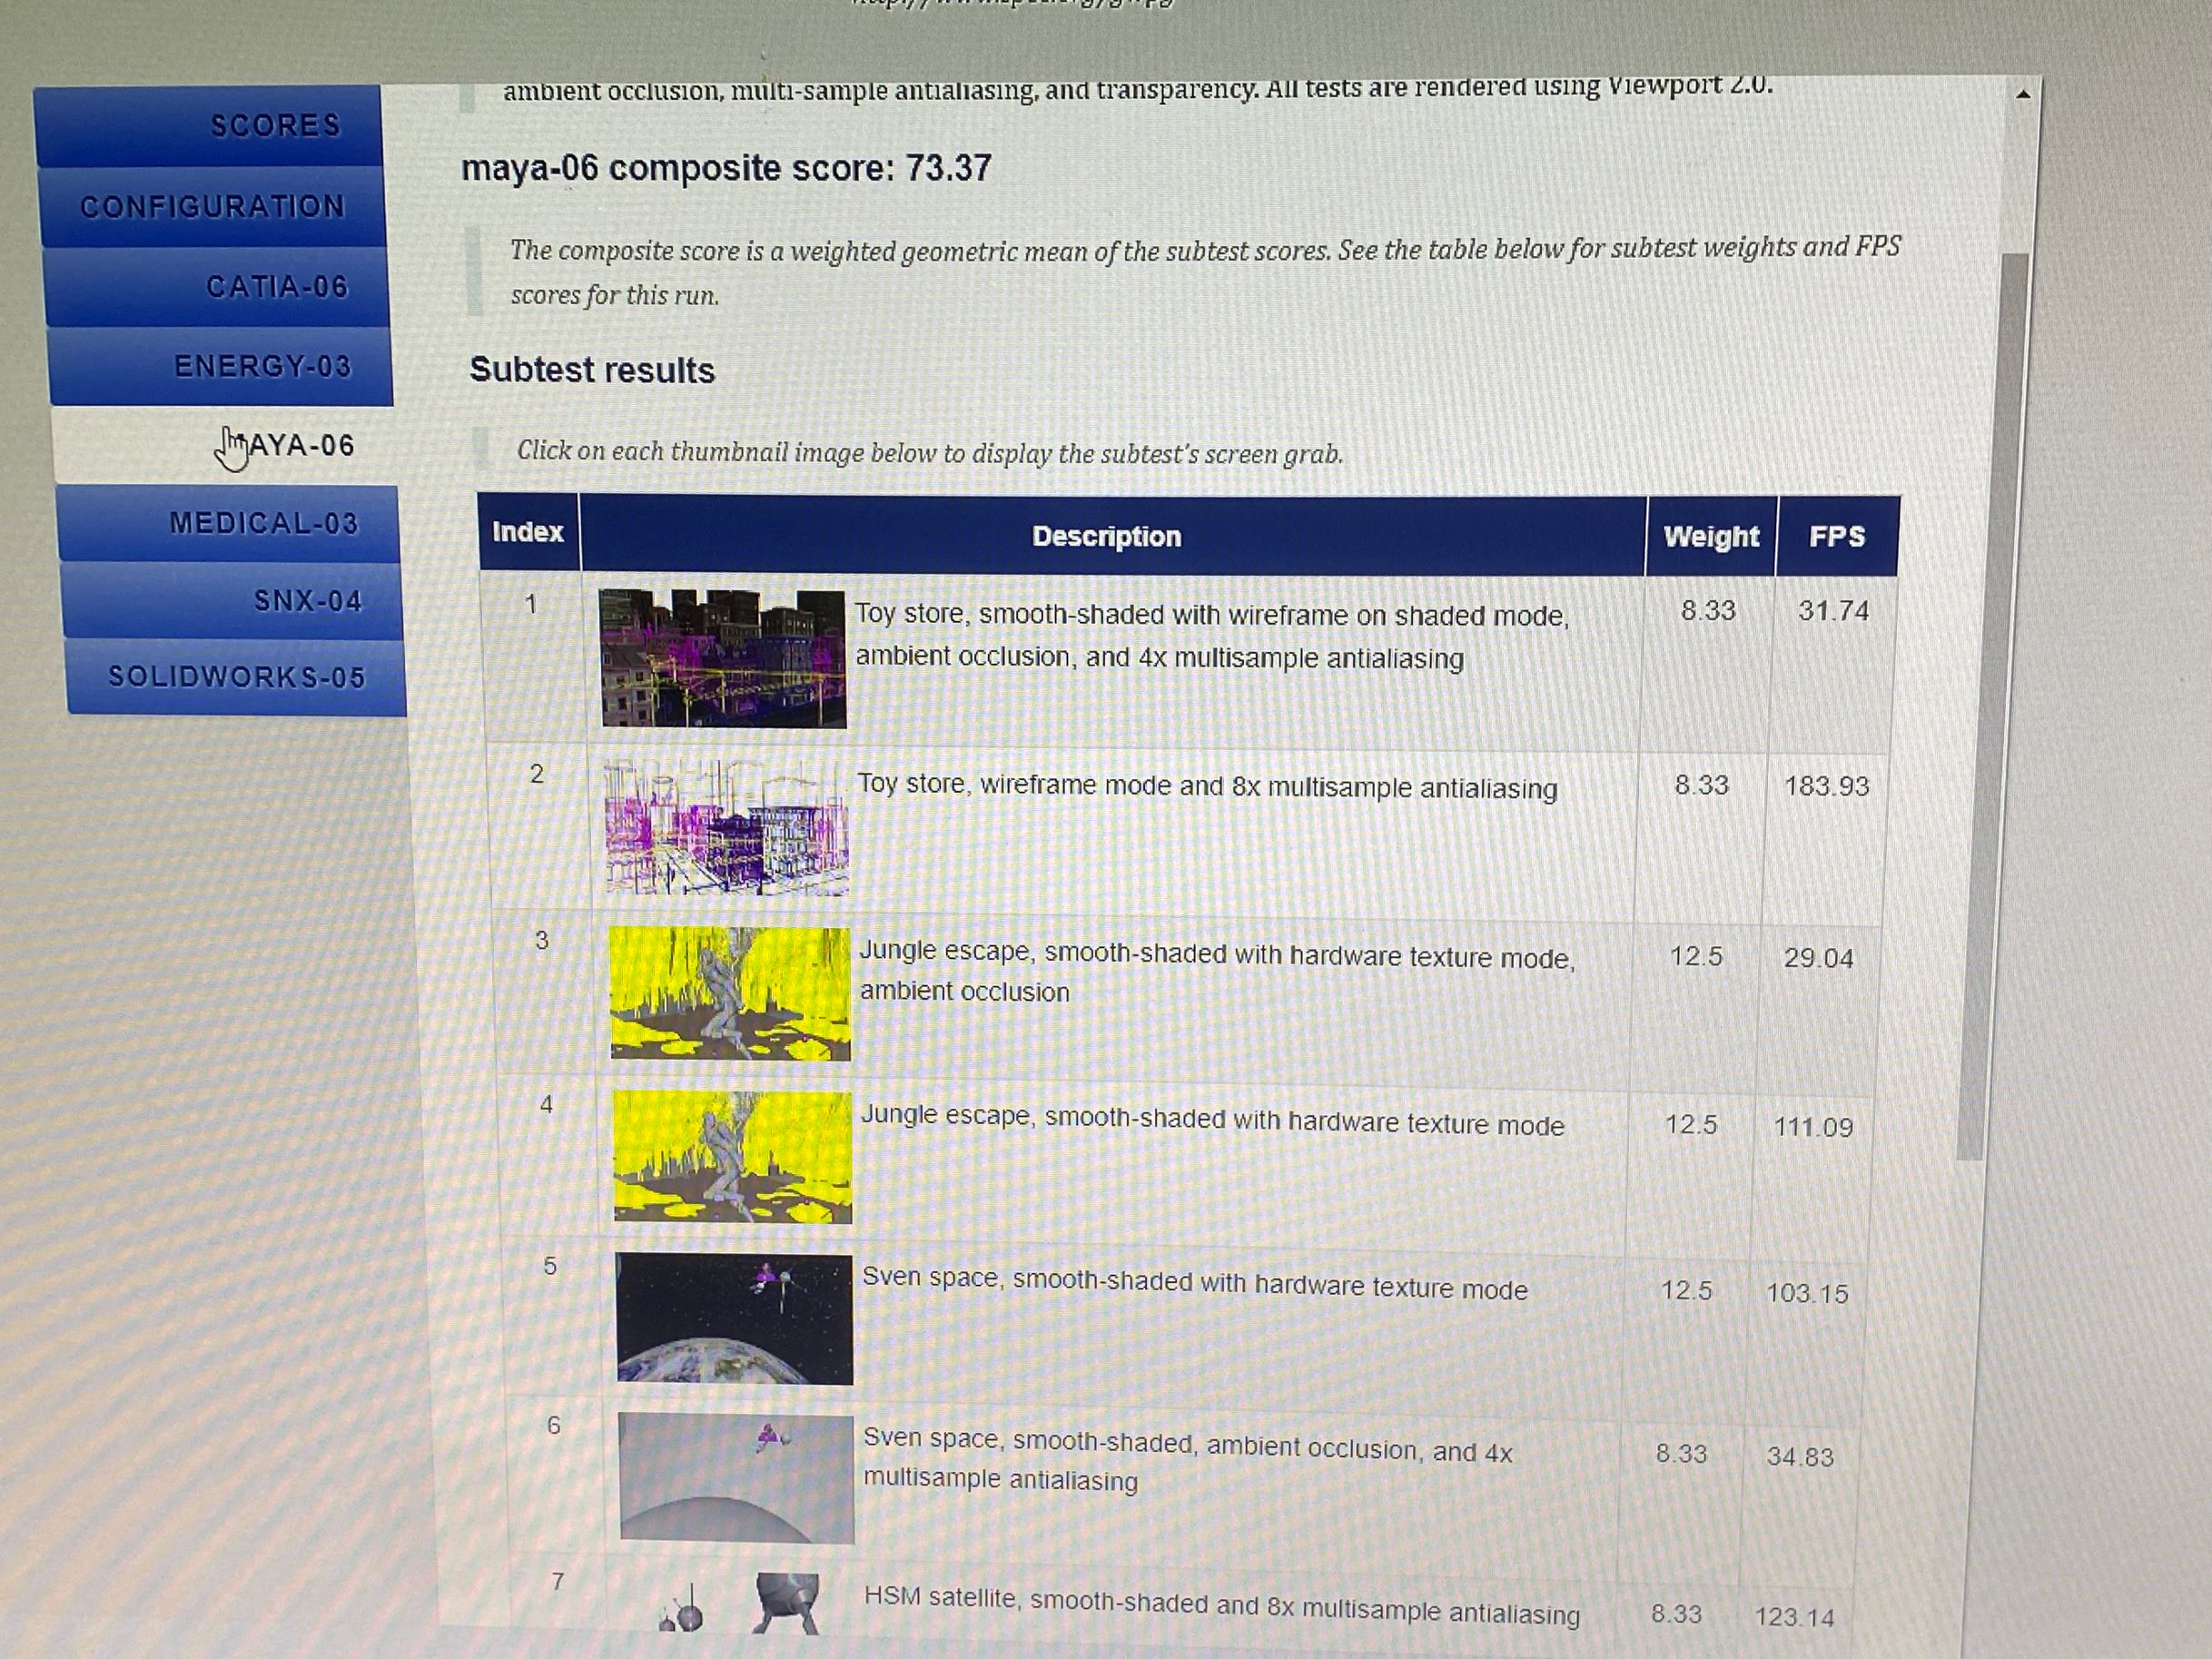 ambient occlusion, multi-sample antialiasing, and transparency. All tests are rendered using Viewport 2.0.
SCORES
CONFIGURATION
CATIA-06
ENERGY-03
AYA-06
MEDICAL-03
SNX-04
SOLIDWORKS-05
maya-06 composite score: 73.37
The composite score is a weighted geometric mean of the subtest scores. See the table below for subtest weights and FPS
scores for this run.
Subtest results
Click on each thumbnail image below to display the subtest's screen grab.
Index Description Weight FPS
1 Toy store, smooth-shaded with wireframe on shaded mode, 8.33 31.74
ambient occlusion, and 4x multisample antialiasing
2 Toy store, wireframe mode and 8x multisample antialiasing 8.33 183.93
3 Jungle escape, smooth-shaded with hardware texture mode, 12.5 29.04
ambient occlusion
4 Jungle escape, smooth-shaded with hardware texture mode 12.5 111.09
5 Sven space, smooth-shaded with hardware texture mode 12.5 103.15
6 Sven space, smooth-shaded, ambient occlusion, and 4x 8.33 34.83
multisample antialiasing
7 HSM satellite, smooth-shaded and 8x multisample antialiasing 8.33 123.14